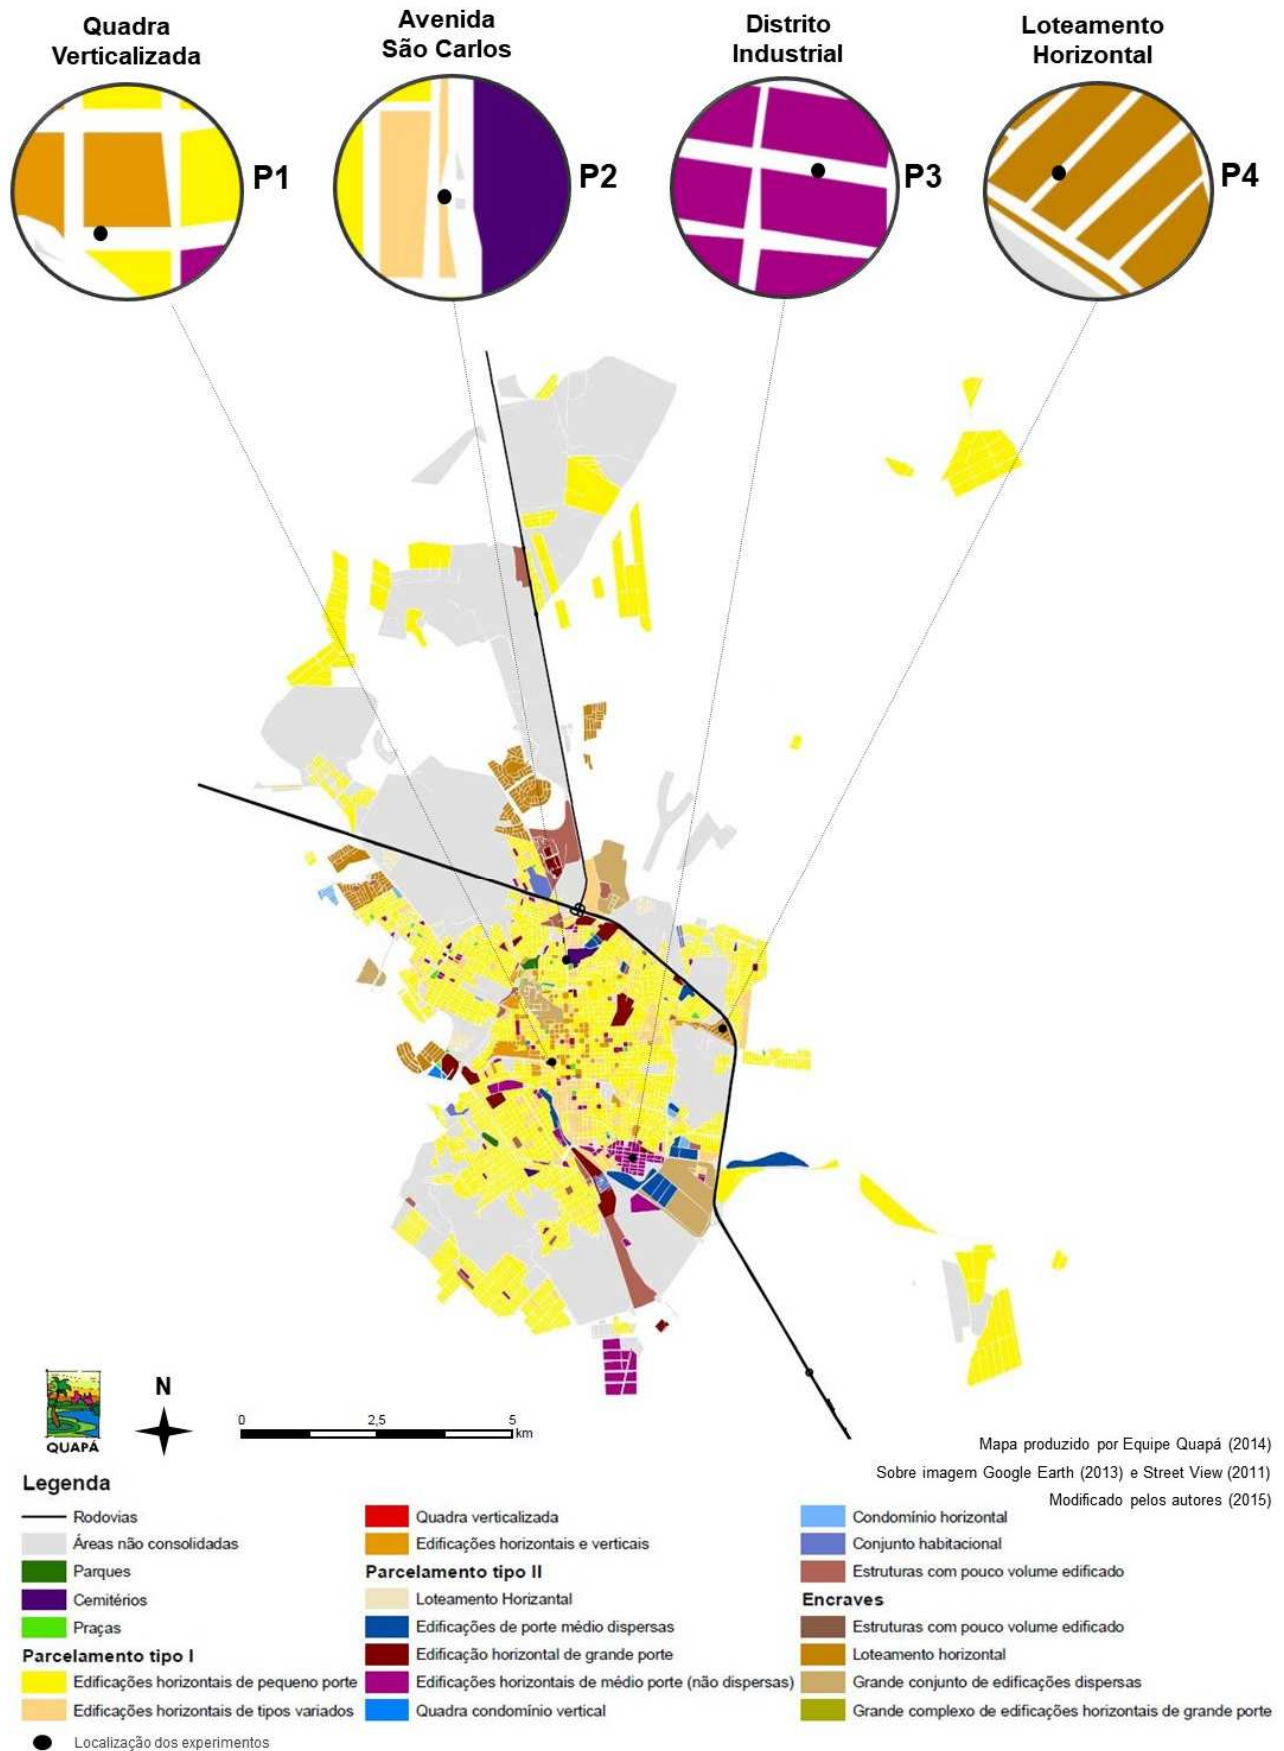 Quadra
Verticalizada
Avenida
São Carlos
Distrito
Industrial
Loteamento
Horizontal
P1
P2
P3
P4
QUAPÁ
N
0 2,5 5
km
Mapa produzido por Equipe Quapá (2014)
Sobre imagem Google Earth (2013) e Street View (2011)
Modificado pelos autores (2015)
Legenda
Rodovias
Áreas não consolidadas
Parques
Cemitérios
Praças
Parcelamento tipo I
Edificações horizontais de pequeno porte
Edificações horizontais de tipos variados
Localização dos experimentos
Quadra verticalizada
Edificações horizontais e verticais
Parcelamento tipo II
Loteamento Horizantal
Edificações de porte médio dispersas
Edificação horizontal de grande porte
Edificações horizontais de médio porte (não dispersas)
Quadra condomínio vertical
Condomínio horizontal
Conjunto habitacional
Estruturas com pouco volume edificado
Encraves
Estruturas com pouco volume edificado
Loteamento horizontal
Grande conjunto de edificações dispersas
Grande complexo de edificações horizontais de grande porte